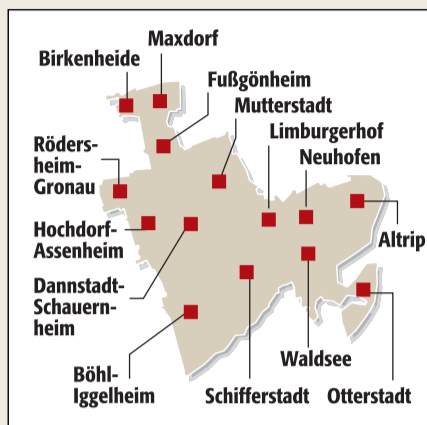 Maxdorf
Birkenheide
Fußgönheim
Mutterstadt
Limburgerhof
Neuhofen
Röders-
heim-
Gronau
Hochdorf-
Assenheim
Altrip
Dannstadt-
Schauern-
heim
Waldsee
Böhl-
Iggelheim
Schifferstadt
Otterstadt